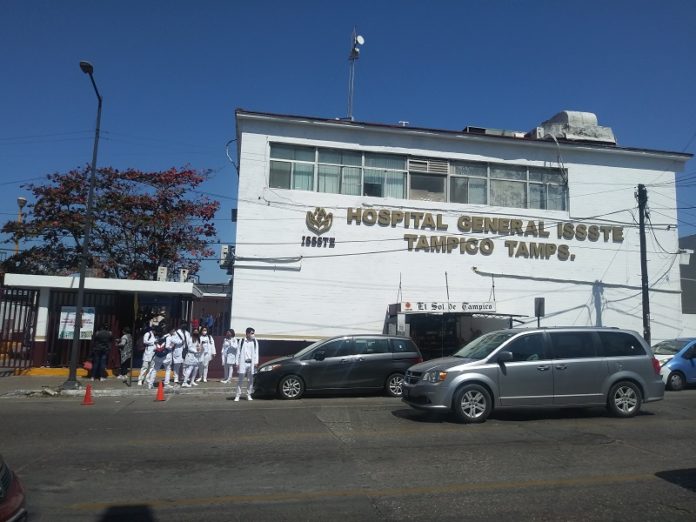 HOSPITAL GENERAL ISSSTE
TAMPICO TAMPS.
ISSSTE
El Sol de Tampico